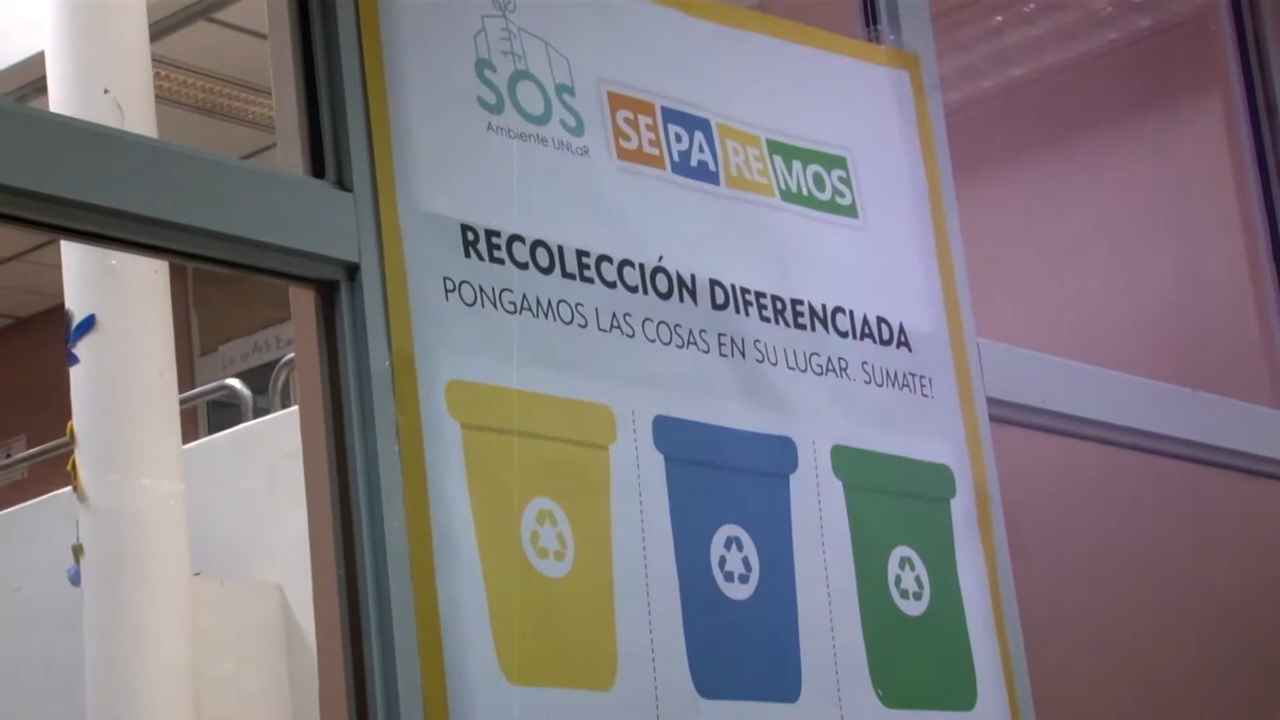 SOS
Ambiente UNLaR
SEPAREMOS
RECOLECCIÓN DIFERENCIADA
PONGAMOS LAS COSAS EN SU LUGAR. SUMATE!